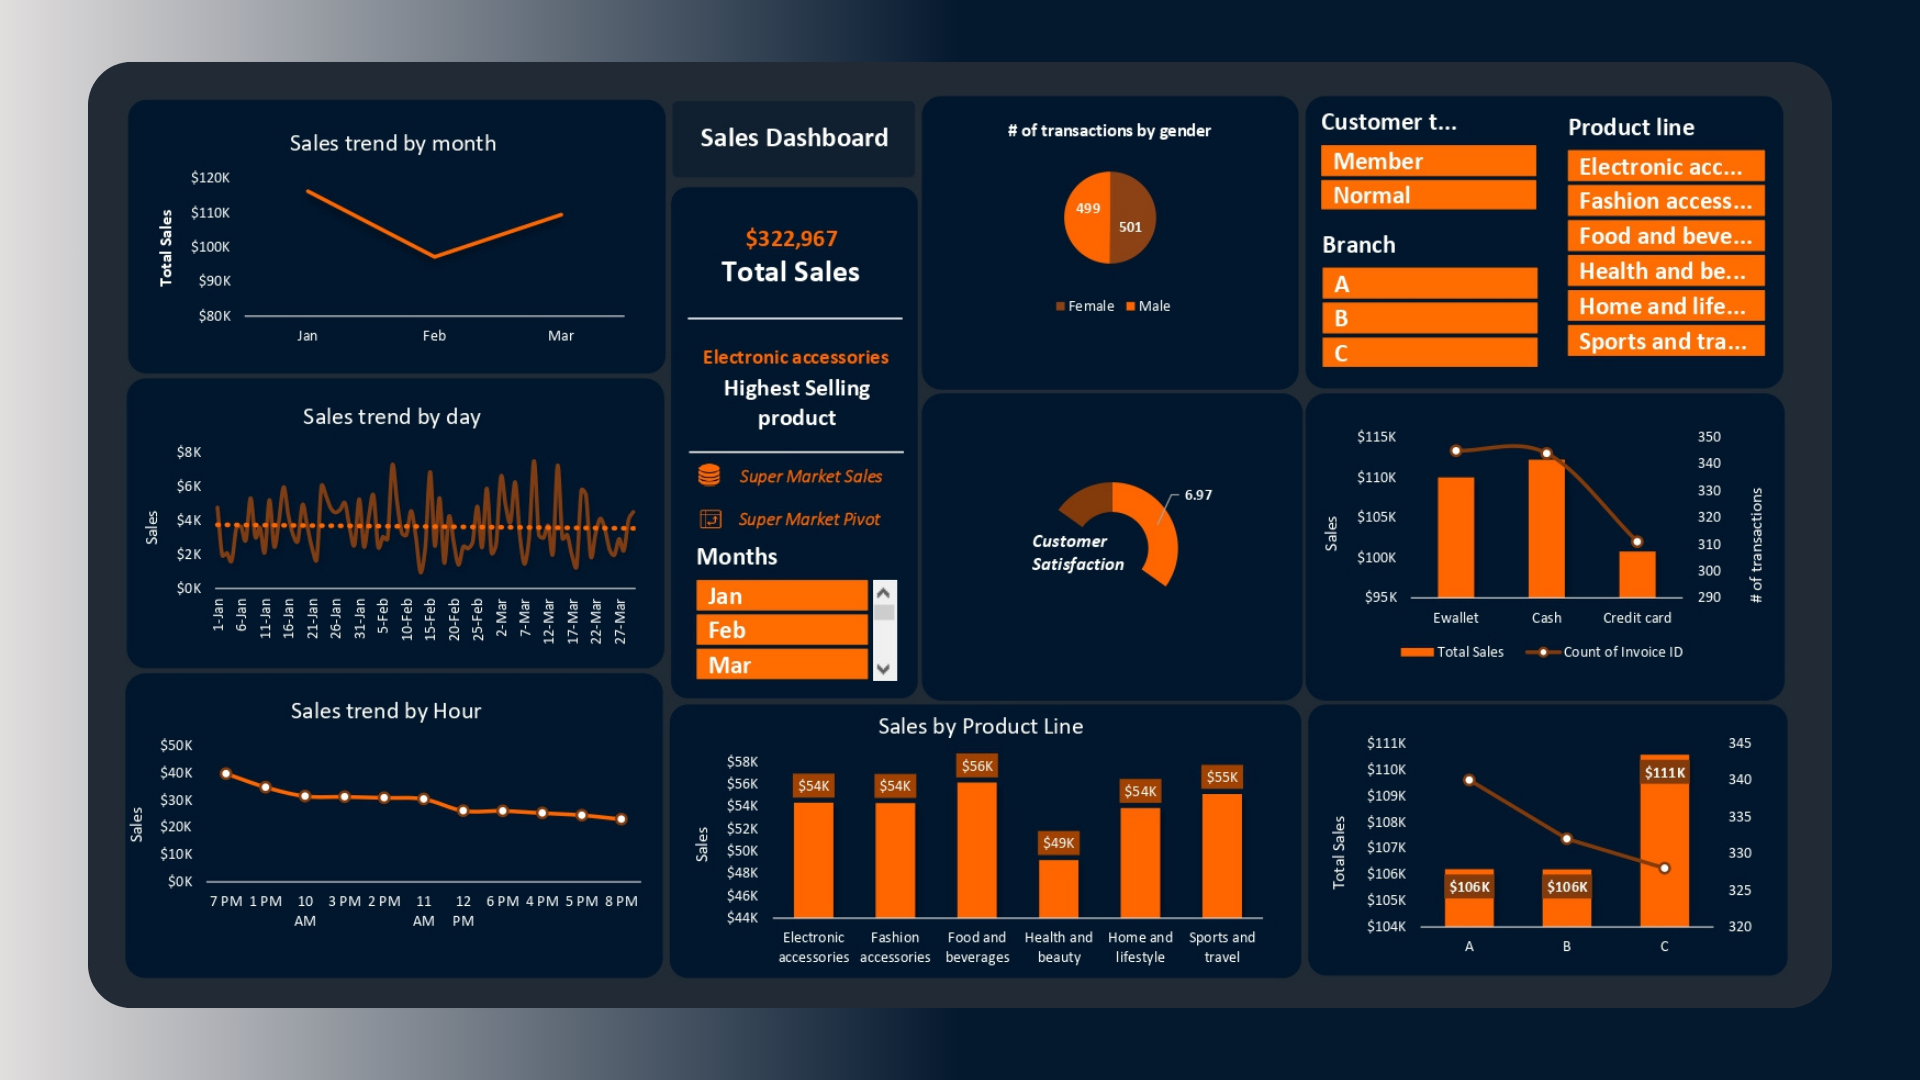 Sales trend by month
Total Sales
$120K
$110K
$100K
$90K
$80K
Jan Feb Mar
Sales trend by day
Sales
$8K
$6K
$4K
$2K
$0K
1-Jan 6-Jan 11-Jan 16-Jan 21-Jan 26-Jan 31-Jan 5-Feb 10-Feb 15-Feb 20-Feb 25-Feb 2-Mar 7-Mar 12-Mar 17-Mar 22-Mar 27-Mar
Sales trend by Hour
Sales
$50K
$40K
$30K
$20K
$10K
$0K
7 PM 1 PM 10 AM 3 PM 2 PM 11 AM 12 PM 6 PM 4 PM 5 PM 8 PM
Sales Dashboard
$322,967
Total Sales
Electronic accessories
Highest Selling
product
Super Market Sales
Super Market Pivot
Months
Jan
Feb
Mar
# of transactions by gender
499
501
Female Male
6.97
Customer
Satisfaction
Sales by Product Line
Sales
$58K
$56K
$54K
$52K
$50K
$48K
$46K
$44K
$54K $54K $56K $49K $54K $55K
Electronic accessories
Fashion accessories
Food and beverages
Health and beauty
Home and lifestyle
Sports and travel
Customer t...
Member
Normal
Branch
A
B
C
Product line
Electronic acc...
Fashion access...
Food and beve...
Health and be...
Home and life...
Sports and tra...
Sales
$115K
$110K
$105K
$100K
$95K
350
340
330
320
310
300
290
# of transactions
Ewallet Cash Credit card
Total Sales Count of Invoice ID
Total Sales
$111K
$110K
$109K
$108K
$107K
$106K
$105K
$104K
$106K $106K $111K
345
340
335
330
325
320
A B C